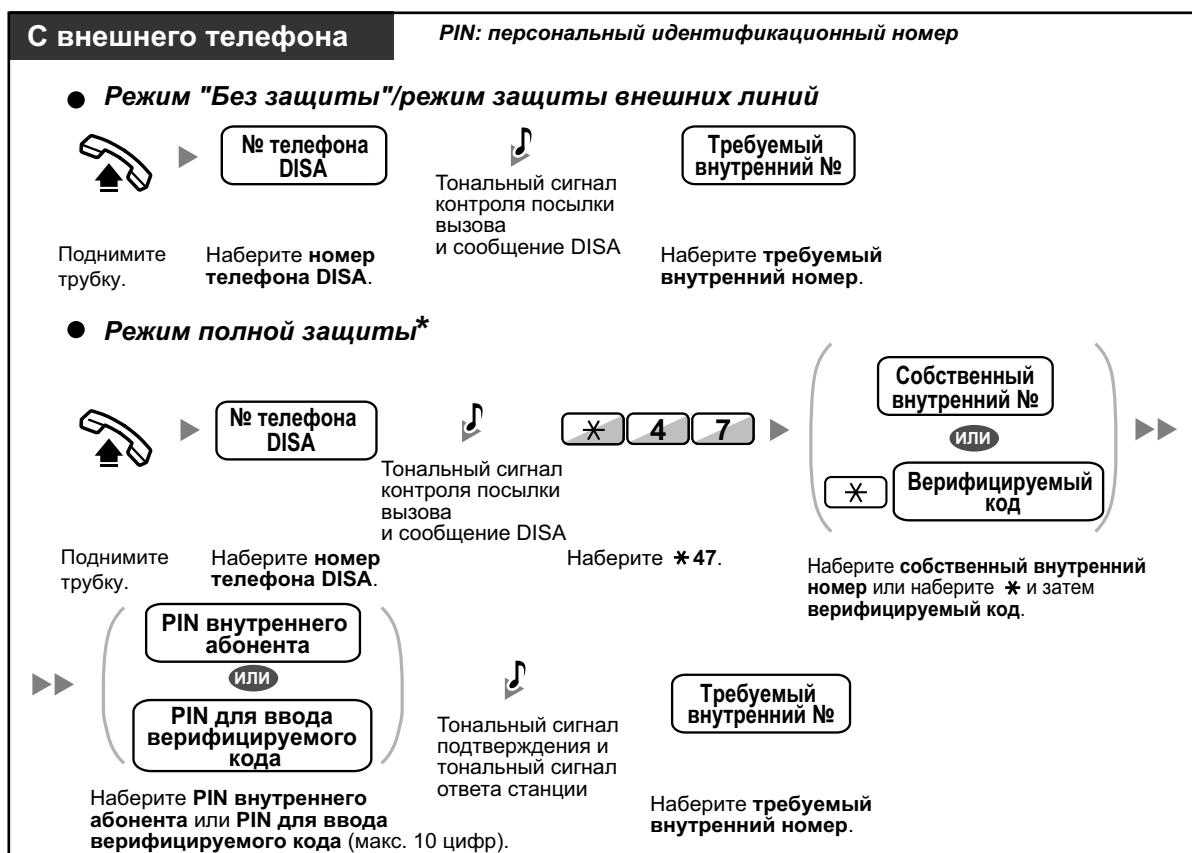 С внешнего телефона
PIN: персональный идентификационный номер
● Режим "Без защиты"/режим защиты внешних линий
№ телефона
DISA
Тональный сигнал
контроля посылки
вызова
и сообщение DISA
Требуемый
внутренний №
Поднимите
трубку.
Наберите номер
телефона DISA.
Наберите требуемый
внутренний номер.
● Режим полной защиты*
№ телефона
DISA
Тональный сигнал
контроля посылки
вызова
и сообщение DISA
* 4 7
Собственный
внутренний №
или
* Верифицируемый
код
Поднимите
трубку.
Наберите номер
телефона DISA.
Наберите *47.
Наберите собственный внутренний
номер или наберите * и затем
верифицируемый код.
PIN внутреннего
абонента
или
PIN для ввода
верифицируемого
кода
Тональный сигнал
подтверждения и
тональный сигнал
ответа станции
Требуемый
внутренний №
Наберите PIN внутреннего
абонента или PIN для ввода
верифицируемого кода (макс. 10 цифр).
Наберите требуемый
внутренний номер.